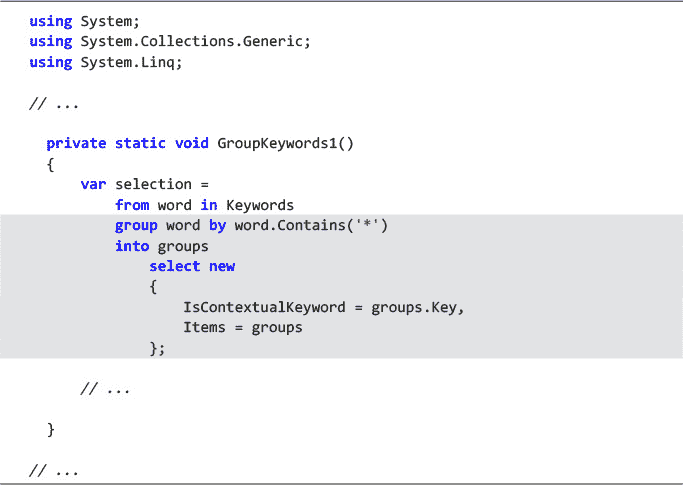 using System;
using System.Collections.Generic;
using System.Linq;
// ...
private static void GroupKeywords1()
{
var selection =
from word in Keywords
group word by word.Contains('*')
into groups
select new
{
IsContextualKeyword = groups.Key,
Items = groups
};
// ...
}
// ...